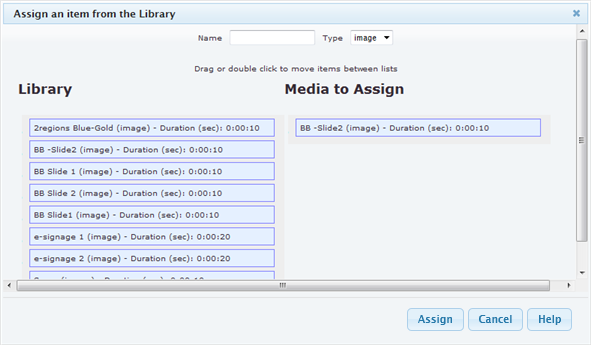 Assign an item from the Library
Name Type image
Drag or double click to move items between lists
Library
Media to Assign
2regions Blue-Gold (image) - Duration (sec): 0:00:10
BB -Slide2 (image) - Duration (sec): 0:00:10
BB Slide 1 (image) - Duration (sec): 0:00:10
BB Slide 2 (image) - Duration (sec): 0:00:10
BB Slide1 (image) - Duration (sec): 0:00:10
e-signage 1 (image) - Duration (sec): 0:00:20
e-signage 2 (image) - Duration (sec): 0:00:20
BB -Slide2 (image) - Duration (sec): 0:00:10
Assign Cancel Help